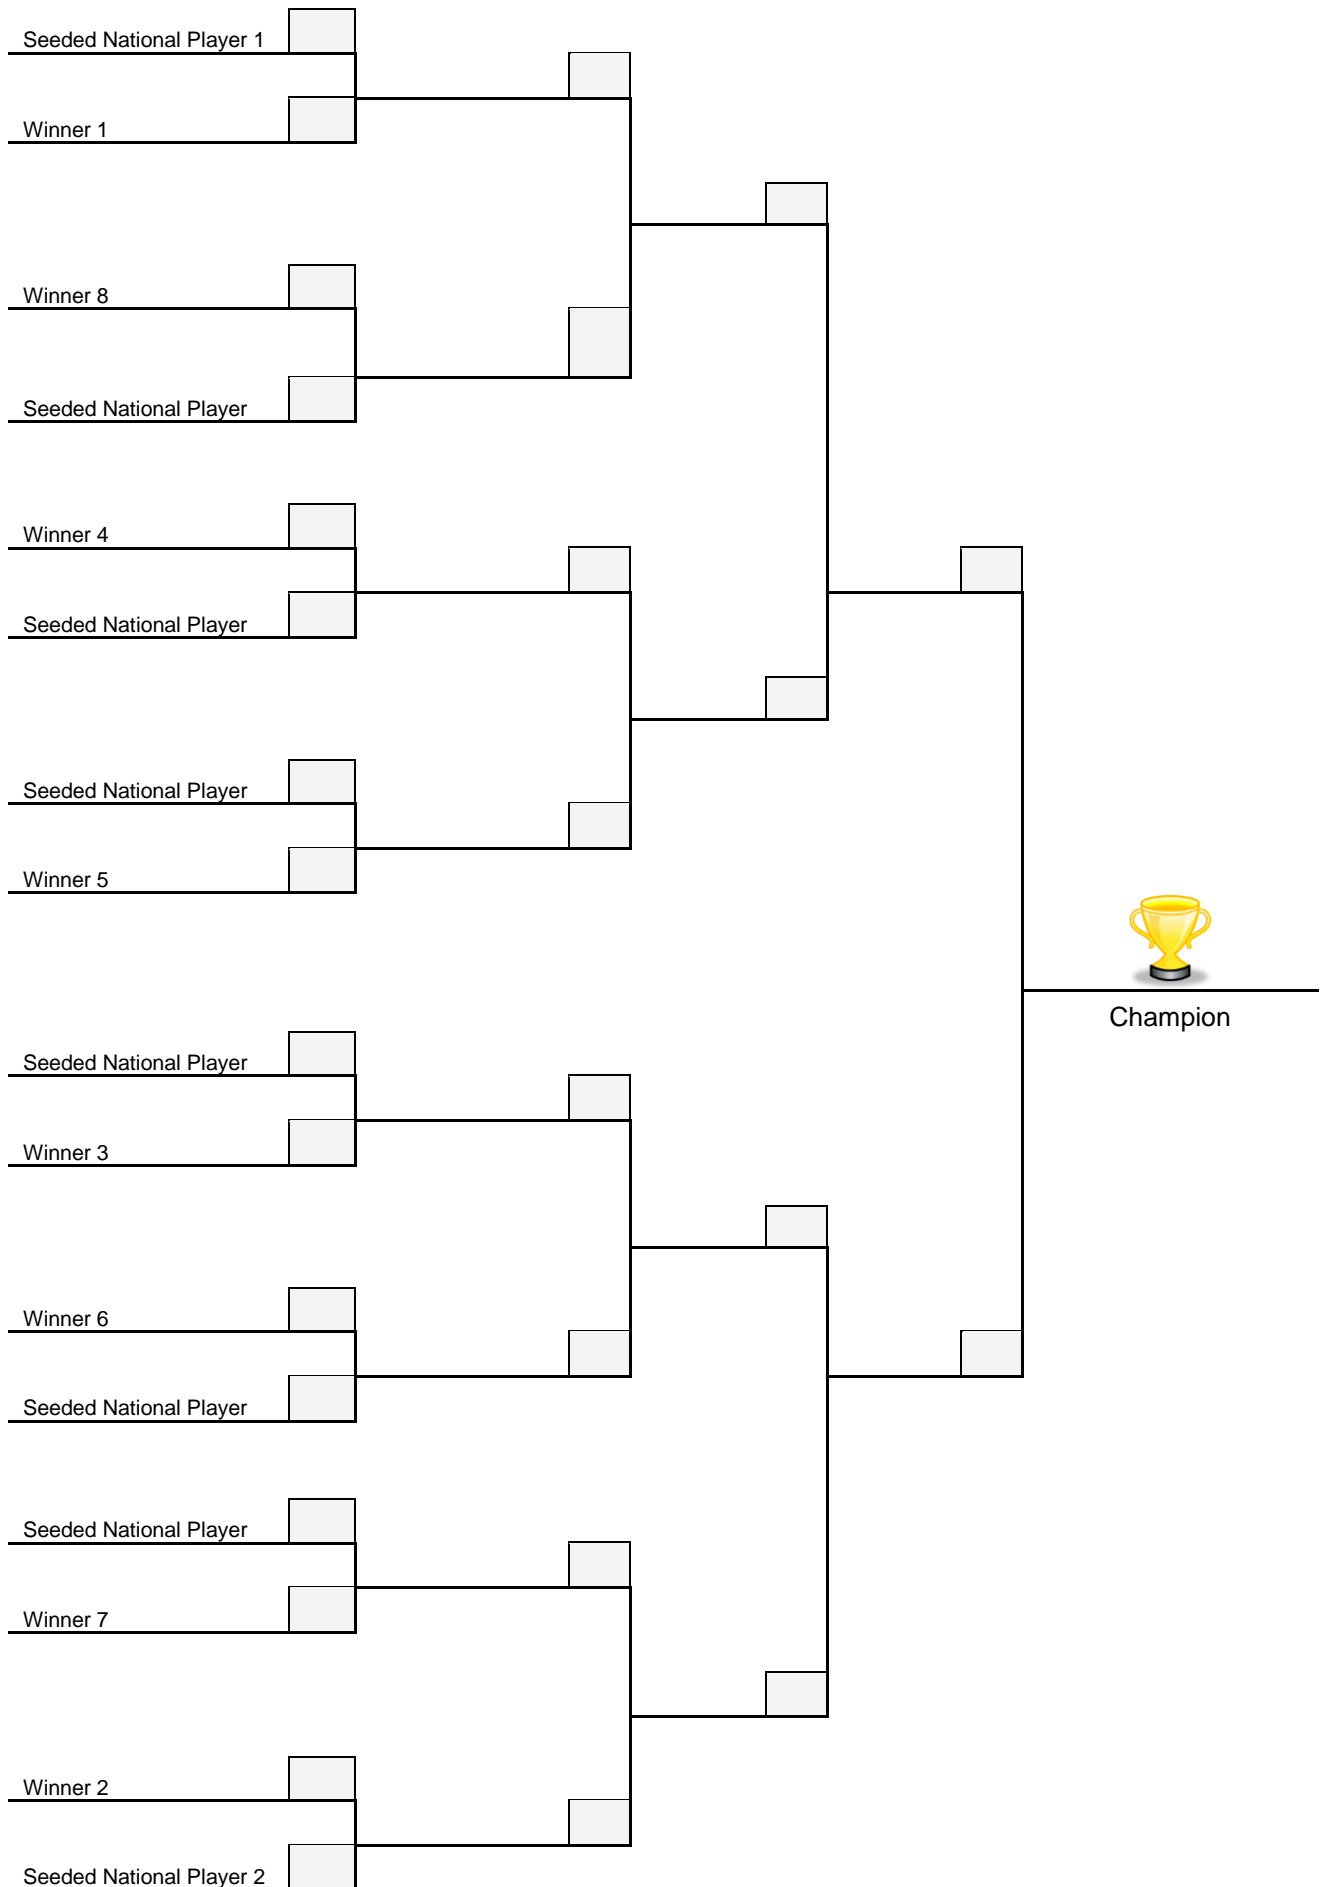 Seeded National Player 1
Winner 1
Winner 8
Seeded National Player
Winner 4
Seeded National Player
Seeded National Player
Winner 5
Champion
Seeded National Player
Winner 3
Winner 6
Seeded National Player
Seeded National Player
Winner 7
Winner 2
Seeded National Player 2